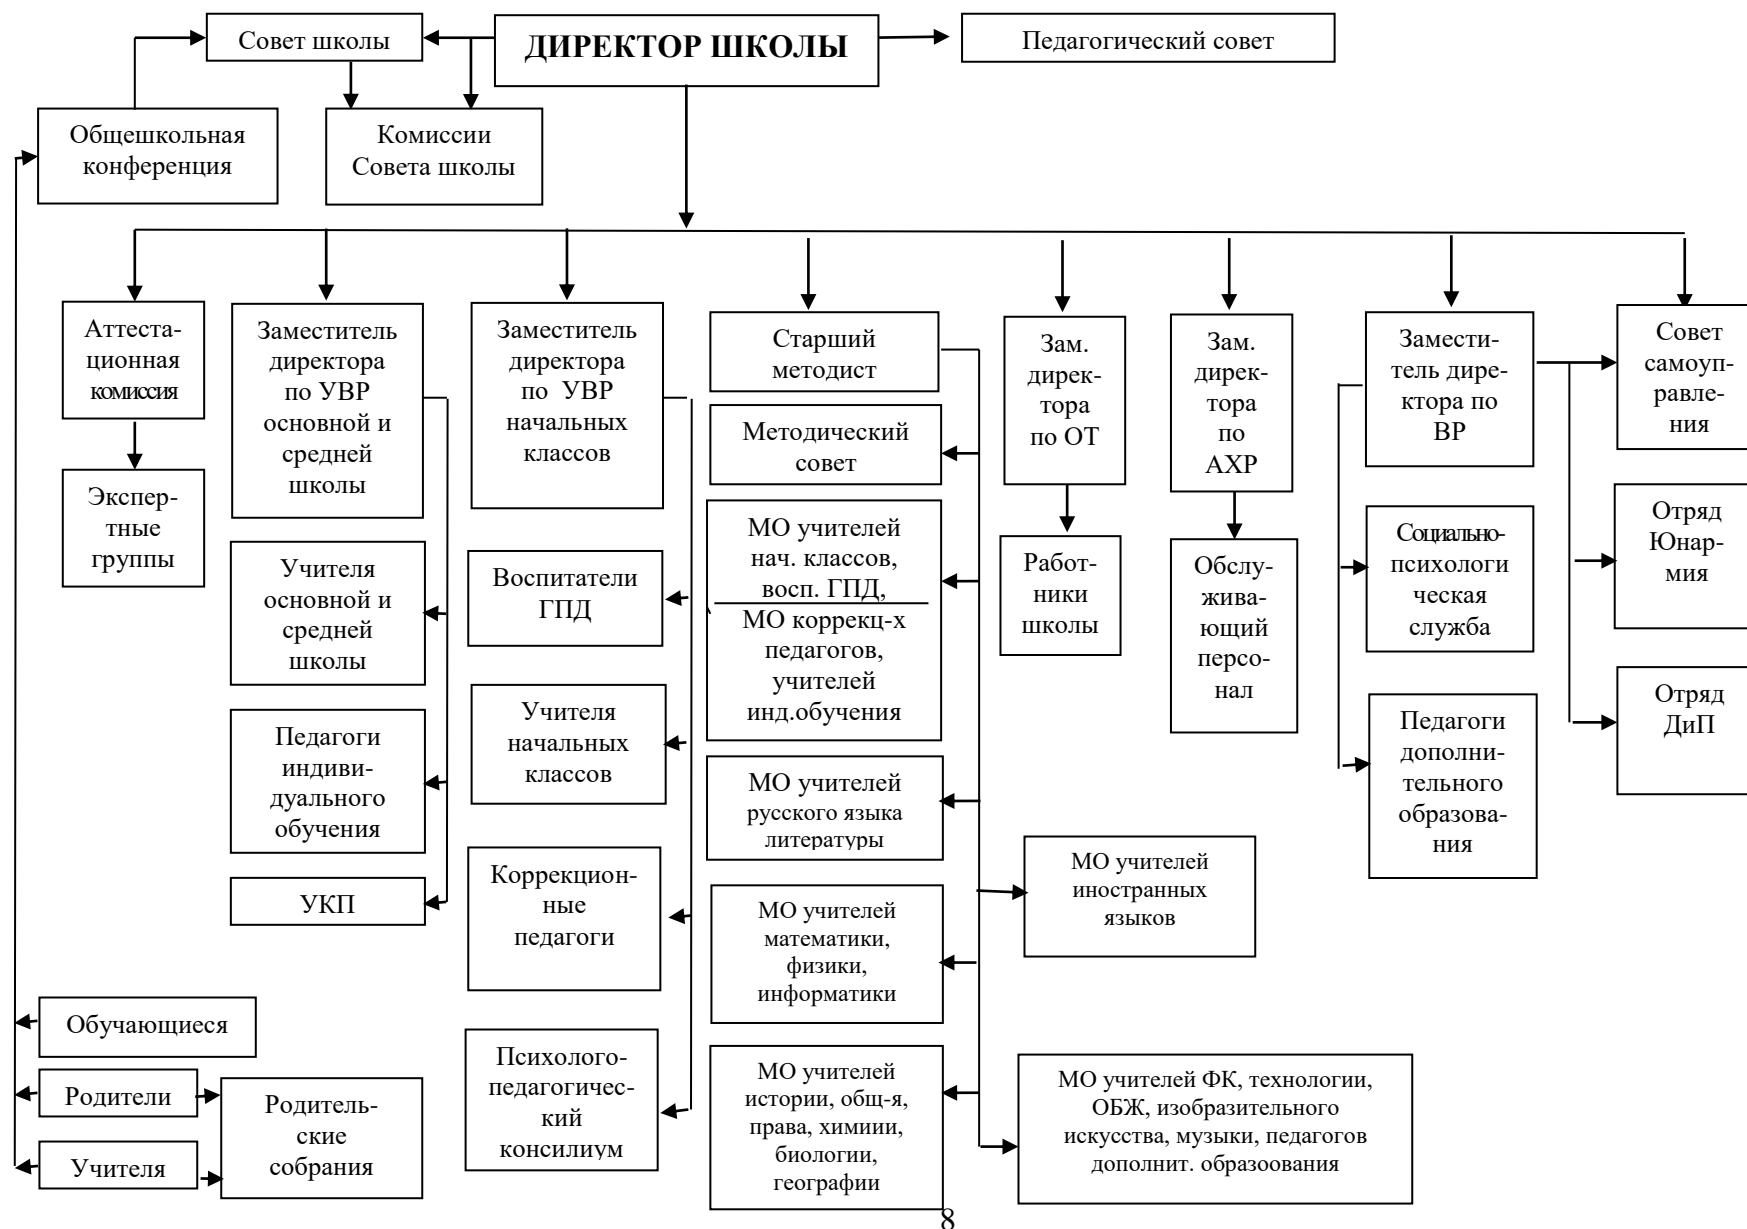 Совет школы
ДИРЕКТОР ШКОЛЫ
Педагогический совет
Общешкольная
конференция
Комиссии
Совета школы
Аттеста-
ционная
комиссия
Заместитель
директора
по УВР
основной и
средней
школы
Заместитель
директора
по УВР
начальных
классов
Старший
методист
Зам.
дирек-
тора
по ОТ
Зам.
дирек-
тора
по
АХР
Замести-
тель дире-
ктора по
ВР
Совет
самоуп-
равле-
ния
Методический
совет
Экспер-
тные
группы
Учителя
основной и
средней
школы
Воспитатели
ГПД
МО учителей
нач. классов,
восп. ГПД,
МО коррекц-х
педагогов,
учителей
инд.обучения
Работ-
ники
школы
Обслу-
жива-
ющий
персо-
нал
Социально-
психологи
ческая
служба
Отряд
Юнар-
мия
Педагоги
индиви-
дуального
обучения
Учителя
начальных
классов
МО учителей
русского языка
литературы
Педагоги
дополни-
тельного
образова-
ния
Отряд
ДиП
УКП
Коррекцион-
ные
педагоги
МО учителей
математики,
физики,
информатики
МО учителей
иностранных
языков
Обучающиеся
Родители
Учителя
Родитель-
ские
собрания
Психолого-
педагогичес-
кий
консилиум
МО учителей
истории, общ-я,
права, химиии,
биологии,
географии
МО учителей ФК, технологии,
ОБЖ, изобразительного
искусства, музыки, педагогов
дополнит. образоования
8